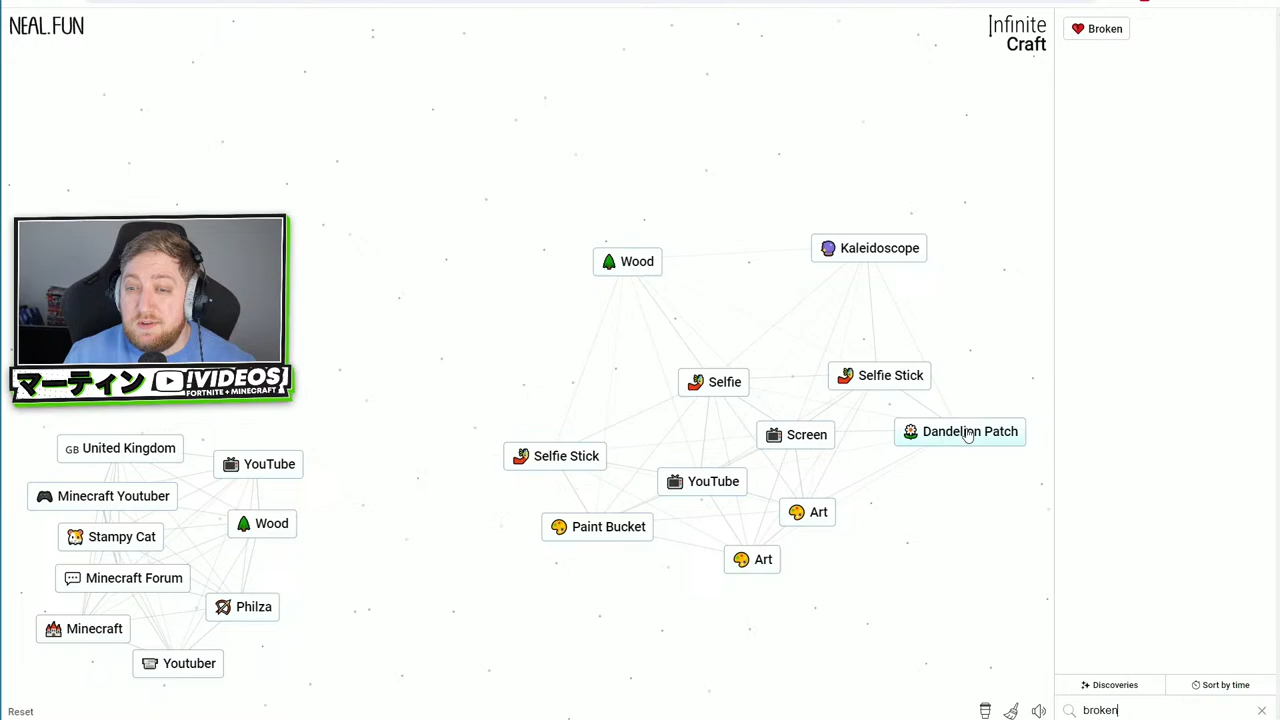 NEAL.FUN
Infinite
Craft
❤️ Broken
Wood
Kaleidoscope
Selfie
Selfie Stick
Screen
Dandelion Patch
Selfie Stick
YouTube
Art
Paint Bucket
Art
マーティン !VIDEOS
FORTNITE + MINECRAFT
GB United Kingdom
YouTube
Minecraft Youtuber
Wood
Stampy Cat
Minecraft Forum
Philza
Minecraft
Youtuber
Discoveries
Sort by time
Reset
broken